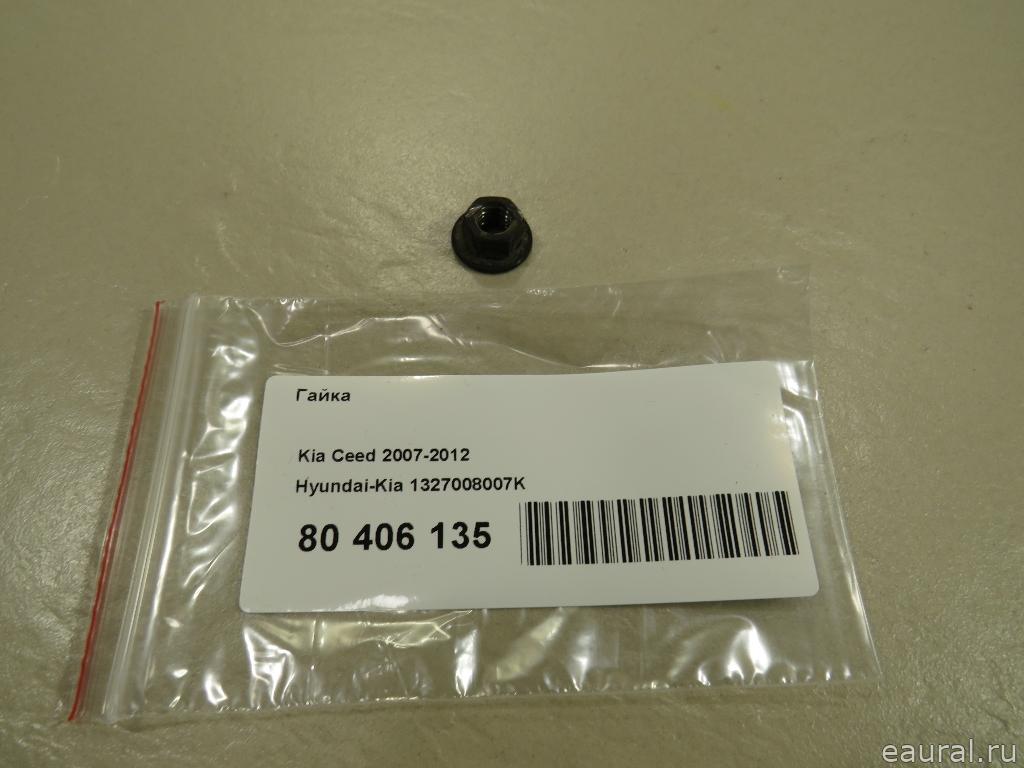 Гайка
Kia Ceed 2007-2012
Hyundai-Kia 1327008007K
80 406 135
eaural.ru